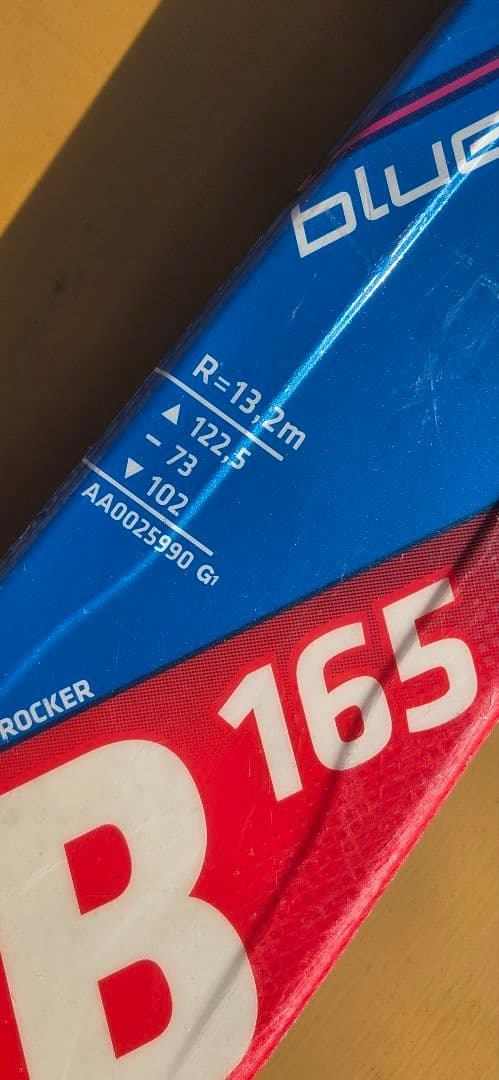 blue
R=13,2m
▲ 122,5
– 73
▼ 102
AA0025990 G1
ROCKER
165
B